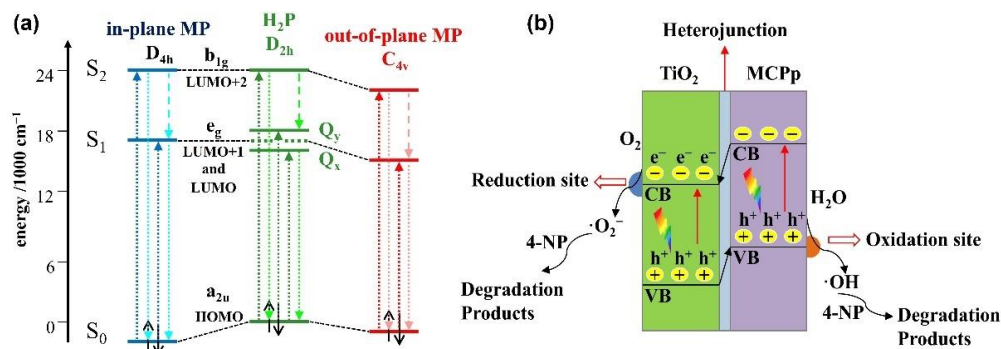 (a)
in-plane MP
D4h
H2P
D2h
out-of-plane MP
C4v
energy /1000 cm⁻¹
24
18
12
6
0
S2
S1
S0
b1g
LUMO+2
eg
LUMO+1
and
LUMO
Qy
Qx
a2u
HOMO
(b)
Heterojunction
TiO2
MCPp
O2
e⁻ e⁻ e⁻
CB
CB
H2O
Reduction site
·O2⁻
4-NP
Degradation
Products
h⁺ h⁺ h⁺
VB
h⁺ h⁺ h⁺
VB
Oxidation site
·OH
4-NP
Degradation
Products